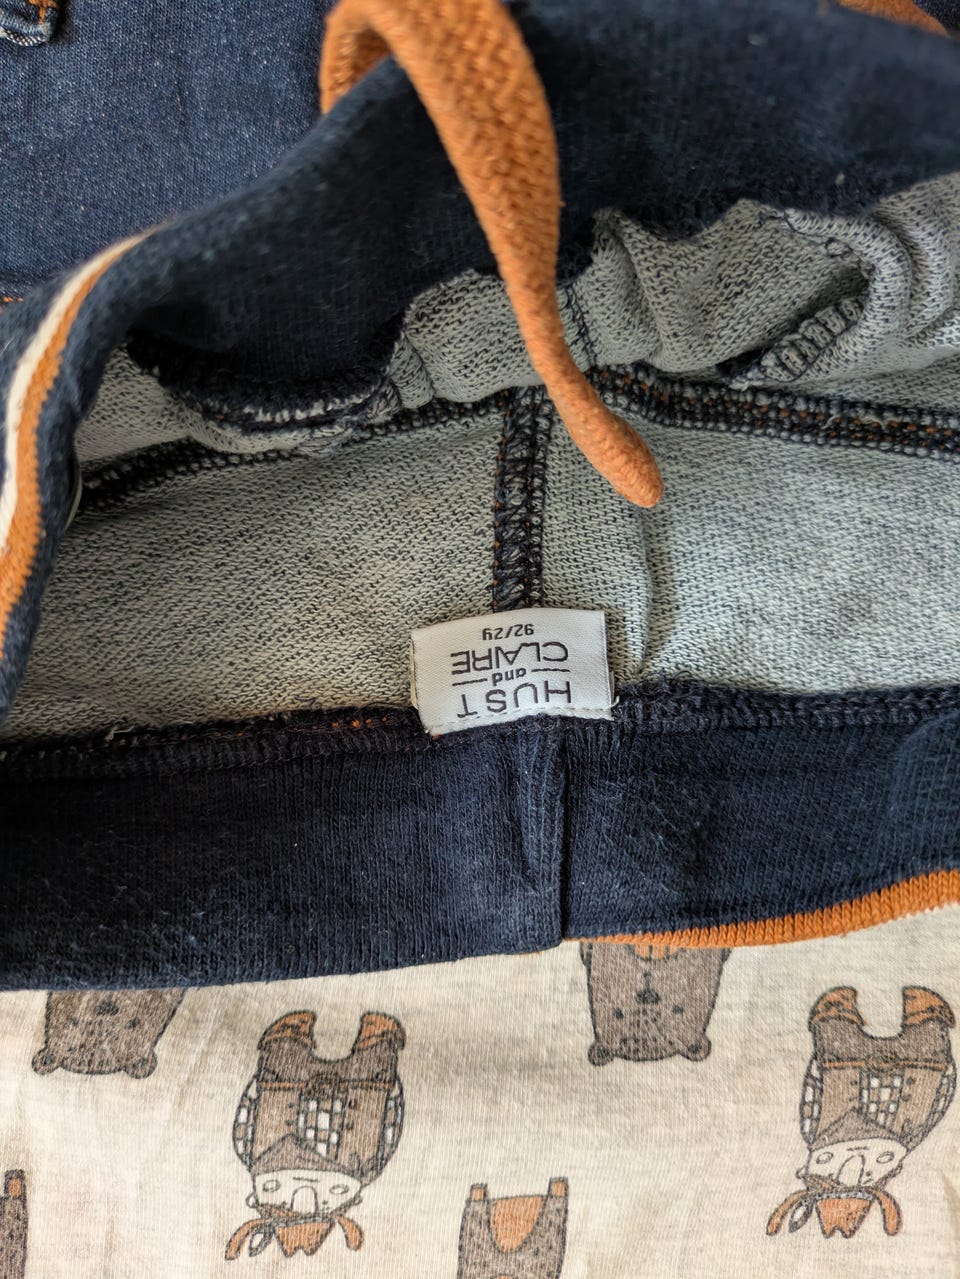 HUST
and
CLAIRE
92/2y